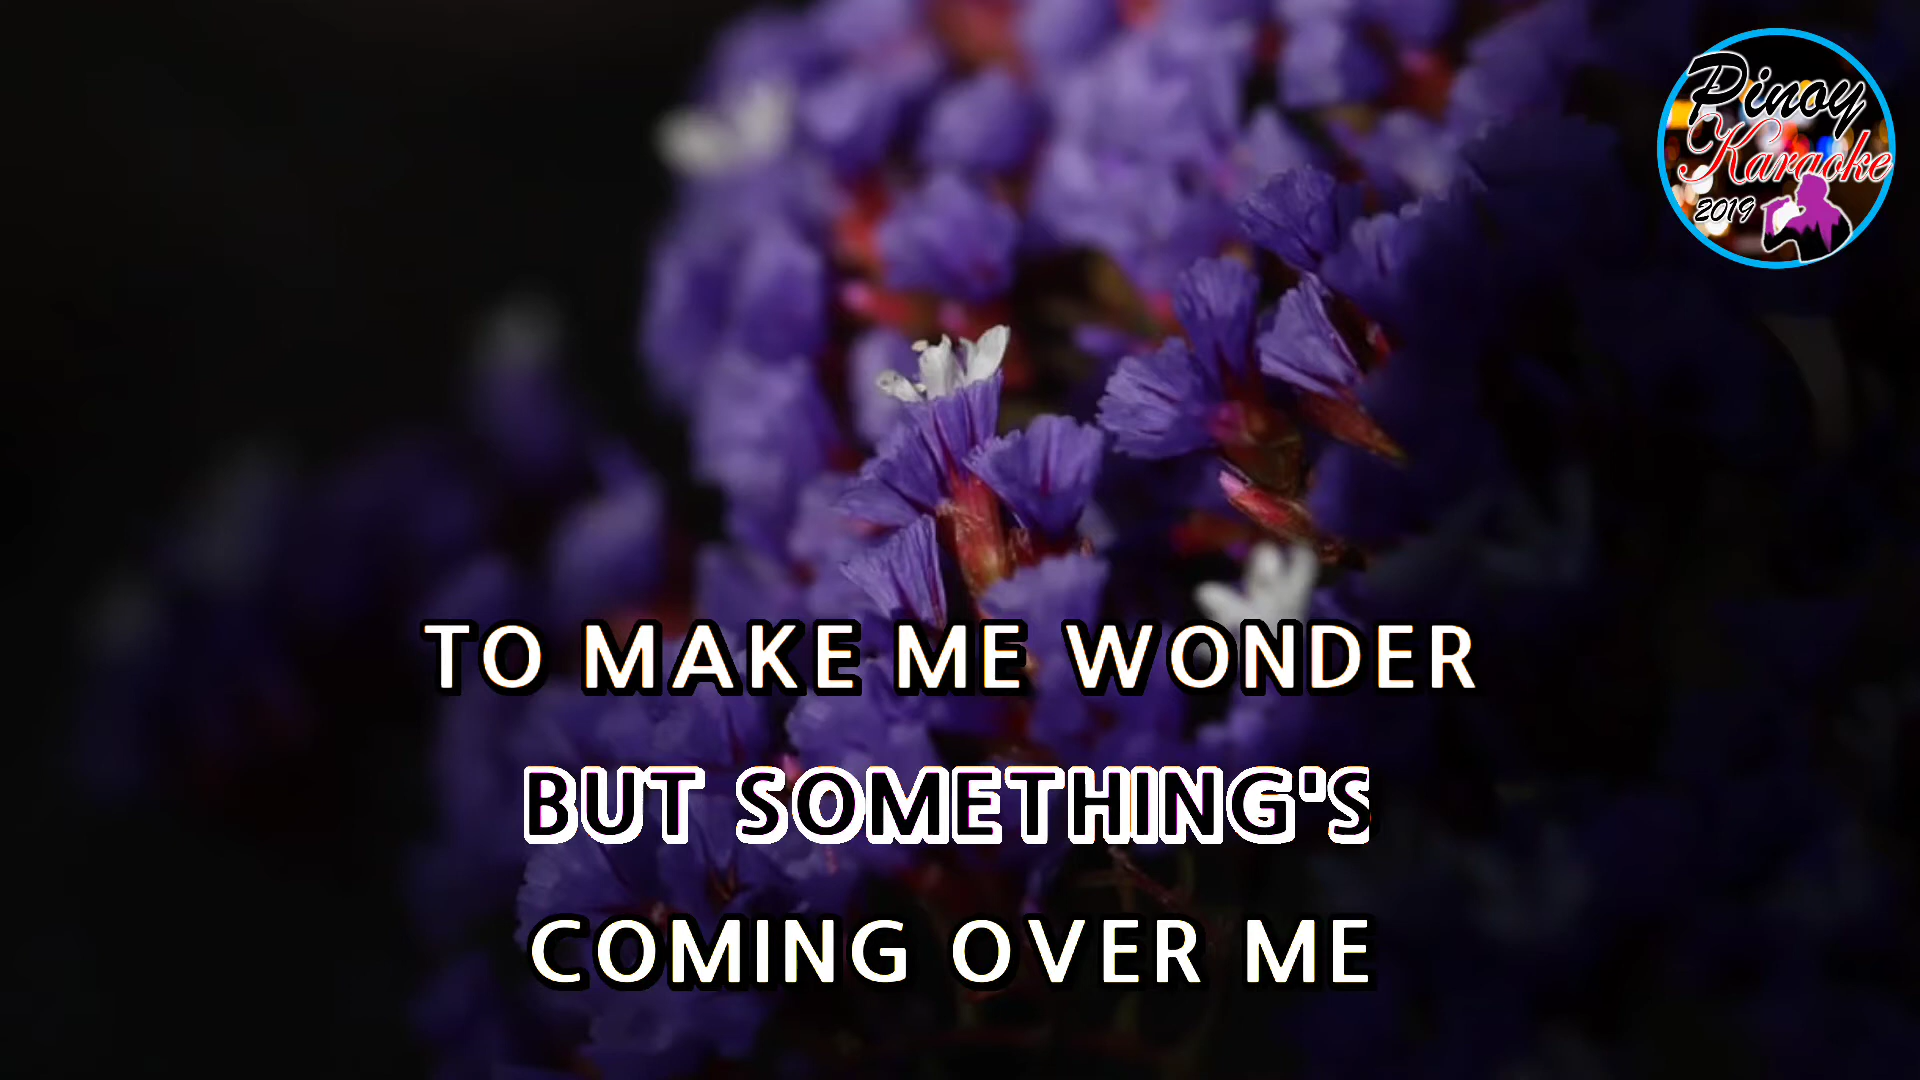 Pinoy
Karaoke
2019
TO MAKE ME WONDER
BUT SOMETHING'S
COMING OVER ME